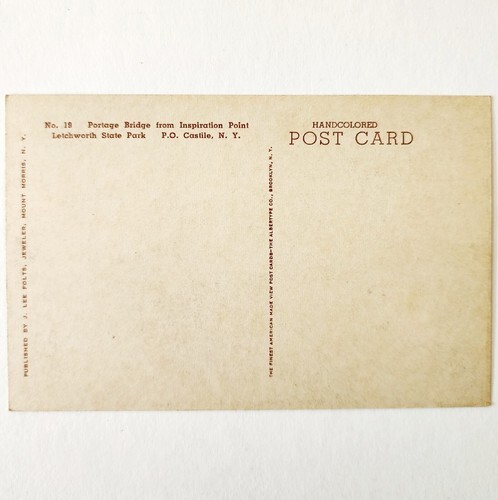 No. 19 Portage Bridge from Inspiration Point
Letchworth State Park P.O. Castile, N. Y.
HANDCOLORED
POST CARD
PUBLISHED BY J. LEE FOLTS, JEWELER, MOUNT MORRIS, N. Y.
THE FINEST AMERICAN MADE VIEW POST CARDS—THE ALBERTYPE CO., BROOKLYN, N. Y.